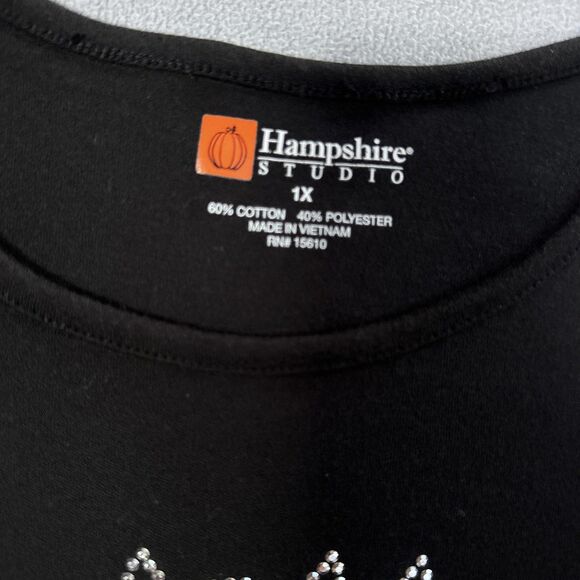 Hampshire®
STUDIO
1X
60% COTTON 40% POLYESTER
MADE IN VIETNAM
RN# 15610